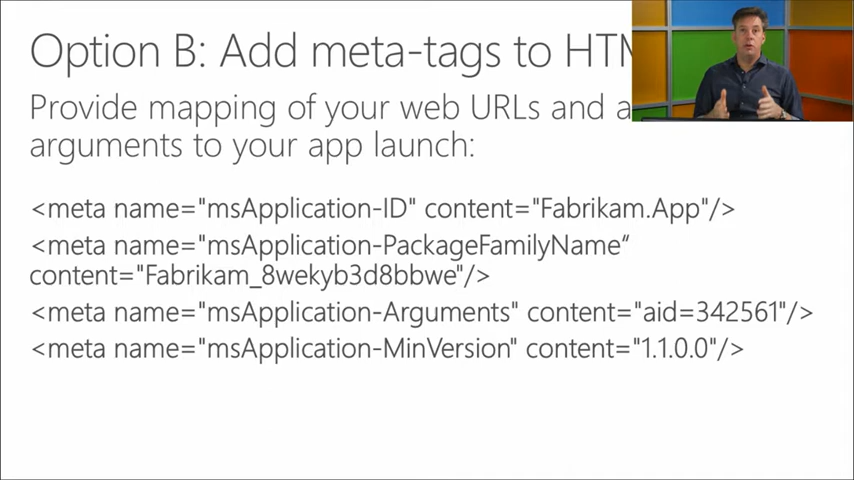 Option B: Add meta-tags to HTM
Provide mapping of your web URLs and a
arguments to your app launch:
<meta name="msApplication-ID" content="Fabrikam.App"/>
<meta name="msApplication-PackageFamilyName“
content="Fabrikam_8wekyb3d8bbwe"/>
<meta name="msApplication-Arguments" content="aid=342561"/>
<meta name="msApplication-MinVersion" content="1.1.0.0"/>